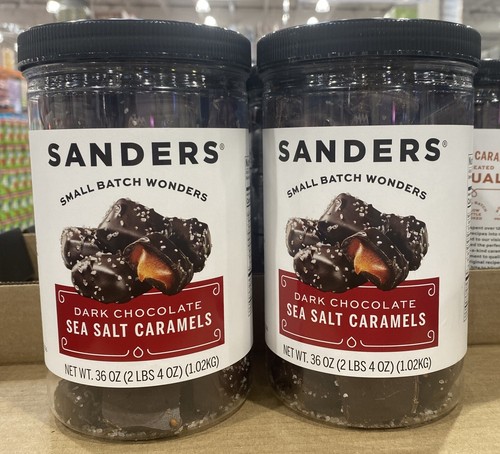 SANDERS®
SMALL BATCH WONDERS
DARK CHOCOLATE
SEA SALT CARAMELS
NET WT. 36 OZ (2 LBS 4 OZ) (1.02KG)
SANDERS®
SMALL BATCH WONDERS
DARK CHOCOLATE
SEA SALT CARAMELS
NET WT. 36 OZ (2 LBS 4 OZ) (1.02KG)
CARA